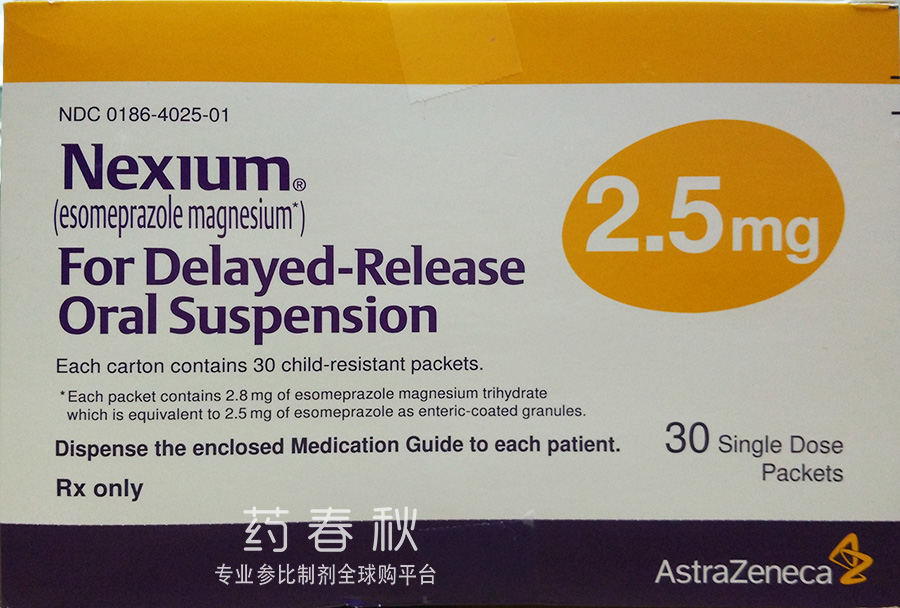 NDC 0186-4025-01
Nexium®
(esomeprazole magnesium*)
For Delayed-Release
Oral Suspension
2.5 mg
Each carton contains 30 child-resistant packets.
*Each packet contains 2.8 mg of esomeprazole magnesium trihydrate
which is equivalent to 2.5 mg of esomeprazole as enteric-coated granules.
Dispense the enclosed Medication Guide to each patient.
Rx only
30 Single Dose
Packets
药春秋
专业参比制剂全球购平台
AstraZeneca